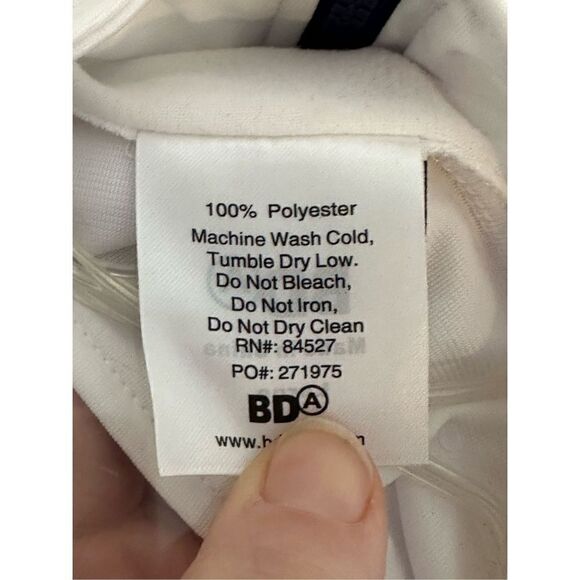 100% Polyester
Machine Wash Cold,
Tumble Dry Low.
Do Not Bleach,
Do Not Iron,
Do Not Dry Clean
RN#: 84527
PO#: 271975
BDA